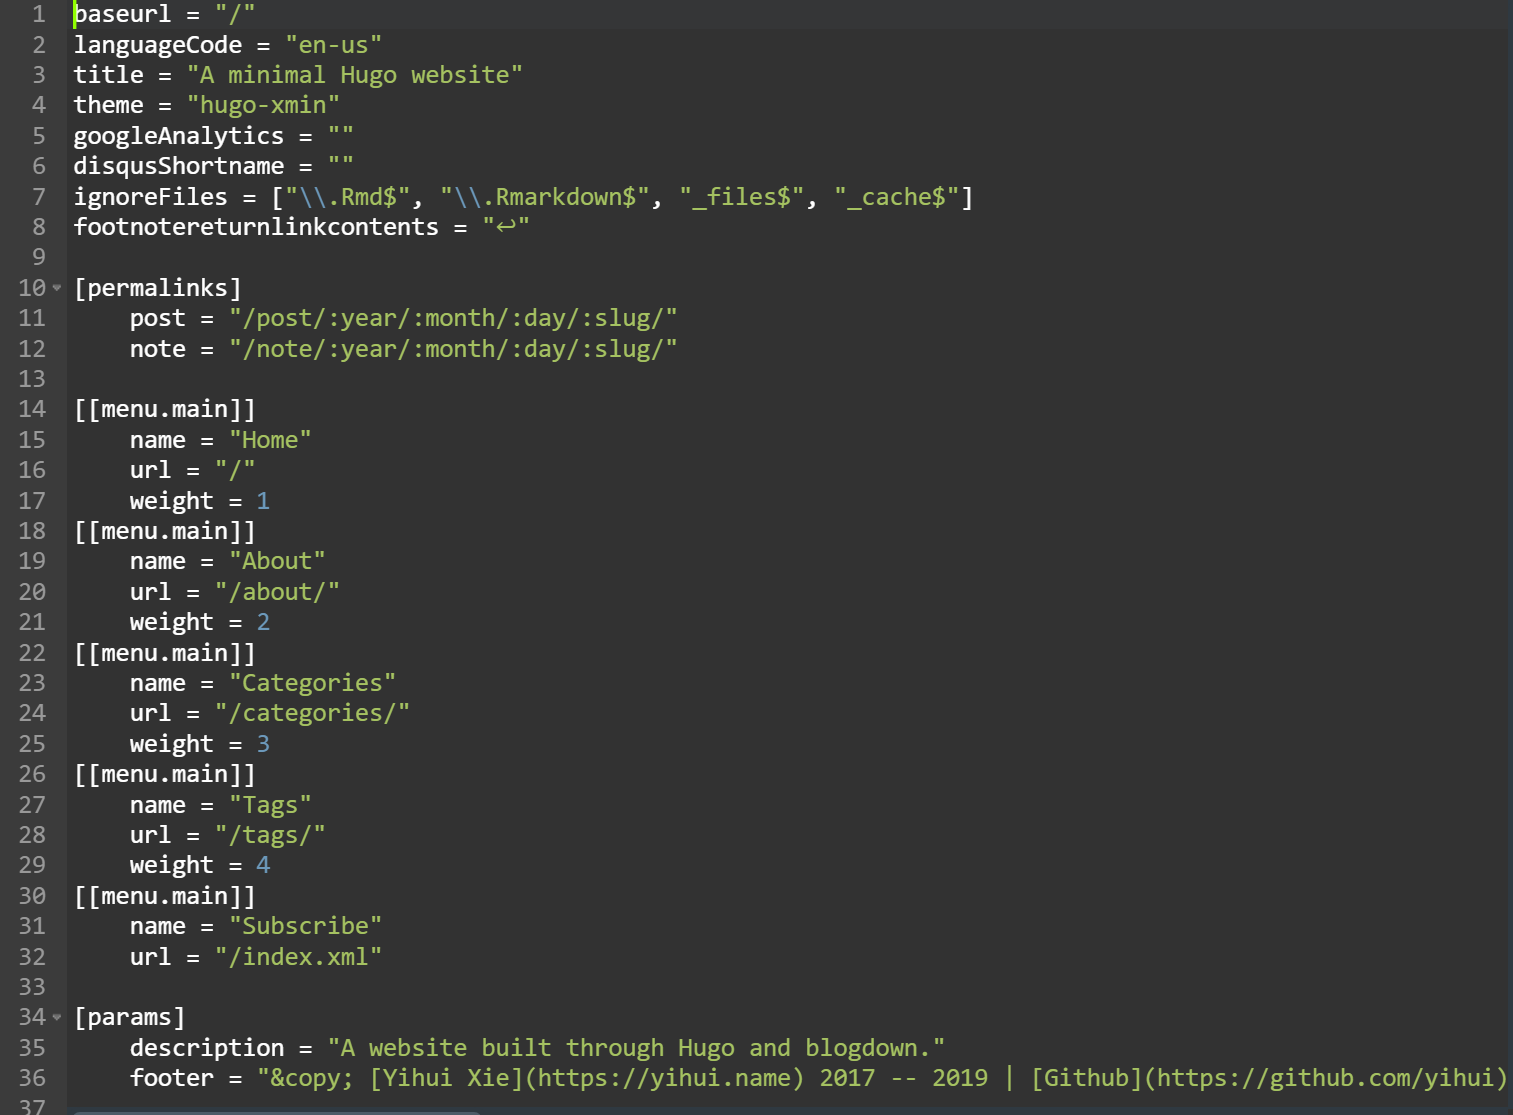 1 baseurl = "/"
2 languageCode = "en-us"
3 title = "A minimal Hugo website"
4 theme = "hugo-xmin"
5 googleAnalytics = ""
6 disqusShortname = ""
7 ignoreFiles = ["\\.Rmd$", "\\.Rmarkdown$", "_files$", "_cache$"]
8 footnotereturnlinkcontents = "↩"
9
10 [permalinks]
11     post = "/post/:year/:month/:day/:slug/"
12     note = "/note/:year/:month/:day/:slug/"
13
14 [[menu.main]]
15     name = "Home"
16     url = "/"
17     weight = 1
18 [[menu.main]]
19     name = "About"
20     url = "/about/"
21     weight = 2
22 [[menu.main]]
23     name = "Categories"
24     url = "/categories/"
25     weight = 3
26 [[menu.main]]
27     name = "Tags"
28     url = "/tags/"
29     weight = 4
30 [[menu.main]]
31     name = "Subscribe"
32     url = "/index.xml"
33
34 [params]
35     description = "A website built through Hugo and blogdown."
36     footer = "&copy; [Yihui Xie](https://yihui.name) 2017 -- 2019 | [Github](https://github.com/yihui)
37